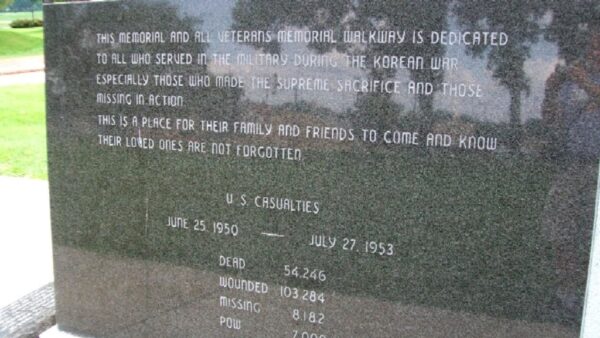 THIS MEMORIAL AND ALL VETERANS MEMORIAL WALKWAY IS DEDICATED
TO ALL WHO SERVED IN THE MILITARY DURING THE KOREAN WAR
ESPECIALLY THOSE WHO MADE THE SUPREME SACRIFICE AND THOSE
MISSING IN ACTION.
THIS IS A PLACE FOR THEIR FAMILY AND FRIENDS TO COME AND KNOW
THEIR LOVED ONES ARE NOT FORGOTTEN.
U.S. CASUALTIES
JUNE 25, 1950 — JULY 27, 1953
DEAD 54,246
WOUNDED 103,284
MISSING 8,182
POW